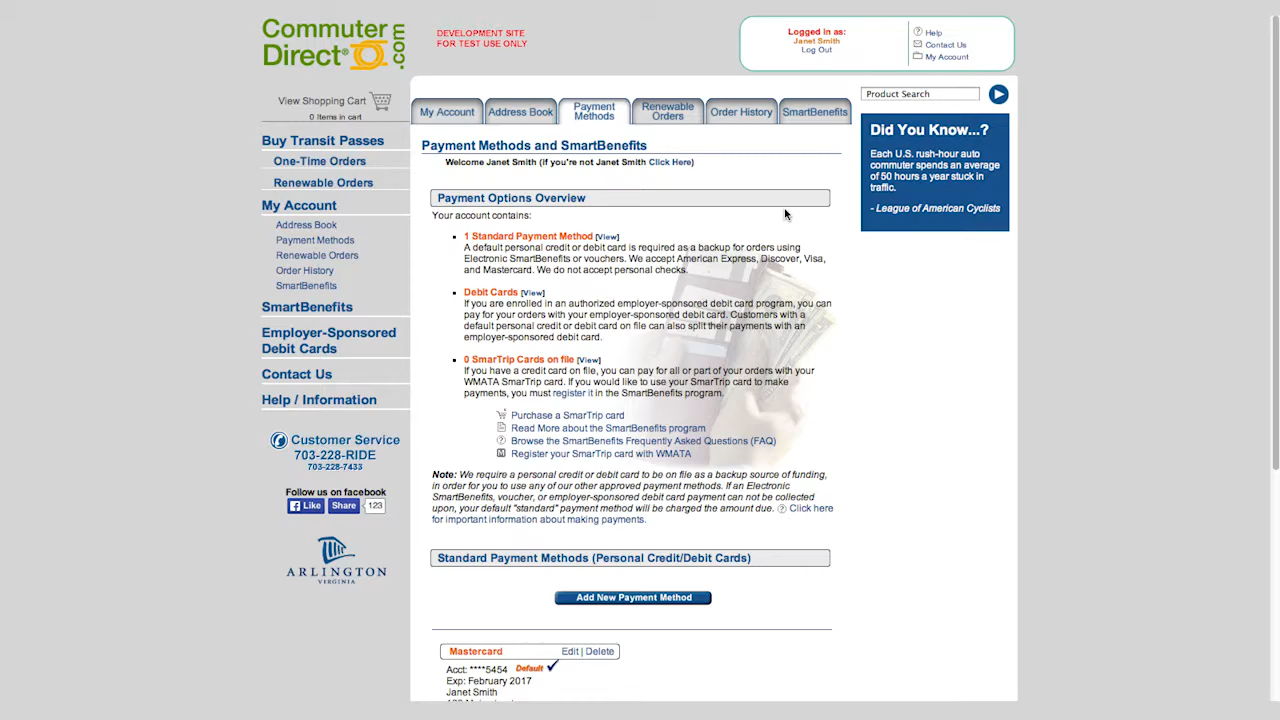 Commuter
Direct®
.com
DEVELOPMENT SITE
FOR TEST USE ONLY
Logged in as:
Janet Smith
Log Out
Help
Contact Us
My Account
View Shopping Cart
0 Items in cart
Buy Transit Passes
One-Time Orders
Renewable Orders
My Account
Address Book
Payment Methods
Renewable Orders
Order History
SmartBenefits
SmartBenefits
Employer-Sponsored
Debit Cards
Contact Us
Help / Information
Customer Service
703-228-RIDE
703-228-7433
Follow us on facebook
Like Share 123
ARLINGTON
VIRGINIA
My Account
Address Book
Payment
Methods
Renewable
Orders
Order History
SmartBenefits
Payment Methods and SmartBenefits
Welcome Janet Smith (if you're not Janet Smith Click Here)
Payment Options Overview
Your account contains:
1 Standard Payment Method [View]
A default personal credit or debit card is required as a backup for orders using
Electronic SmartBenefits or vouchers. We accept American Express, Discover, Visa,
and Mastercard. We do not accept personal checks.
Debit Cards [View]
If you are enrolled in an authorized employer-sponsored debit card program, you can
pay for your orders with your employer-sponsored debit card. Customers with a
default personal credit or debit card on file can also split their payments with an
employer-sponsored debit card.
0 SmarTrip Cards on file [View]
If you have a credit card on file, you can pay for all or part of your orders with your
WMATA SmarTrip card. If you would like to use your SmarTrip card to make
payments, you must register it in the SmartBenefits program.
Purchase a SmarTrip card
Read More about the SmartBenefits program
Browse the SmartBenefits Frequently Asked Questions (FAQ)
Register your SmarTrip card with WMATA
Note: We require a personal credit or debit card to be on file as a backup source of funding,
in order for you to use any of our other approved payment methods. If an Electronic
SmartBenefits, voucher, or employer-sponsored debit card payment can not be collected
upon, your default "standard" payment method will be charged the amount due. Click here
for important information about making payments.
Standard Payment Methods (Personal Credit/Debit Cards)
Add New Payment Method
Mastercard Edit | Delete
Acct: ****5454 Default
Exp: February 2017
Janet Smith
Product Search
Did You Know...?
Each U.S. rush-hour auto
commuter spends an average
of 50 hours a year stuck in
traffic.
- League of American Cyclists